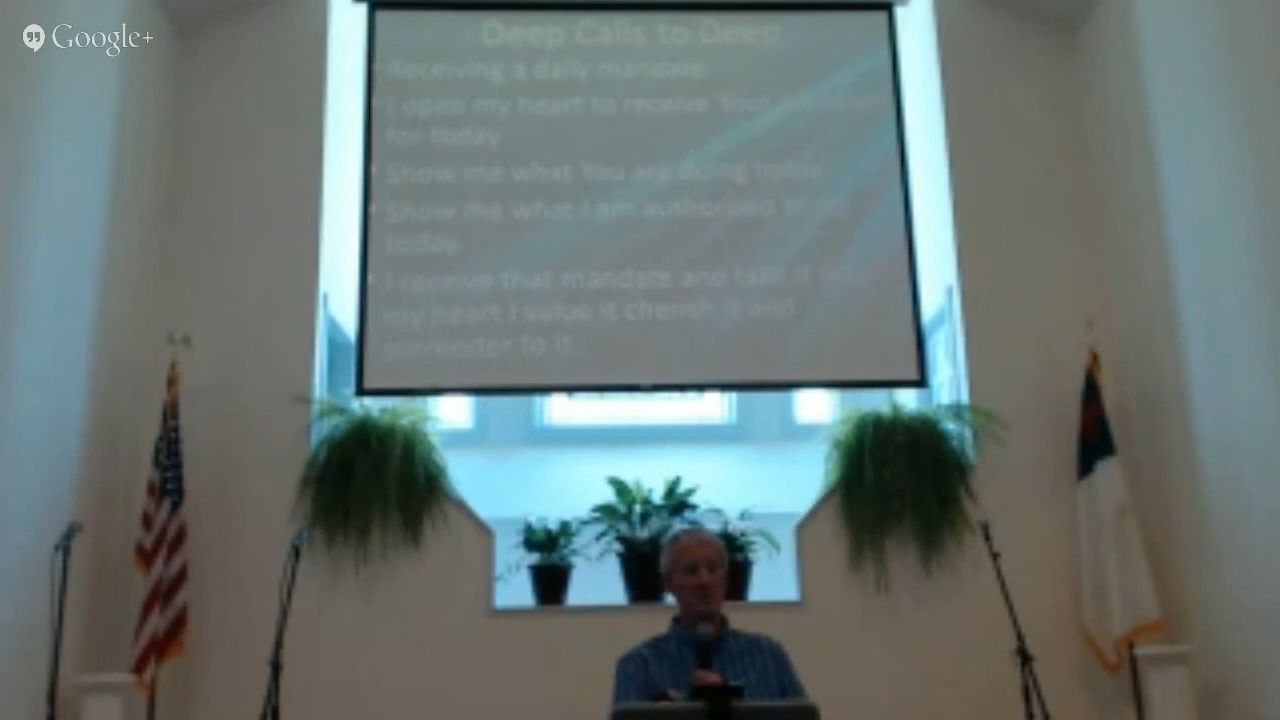 Google+
Deep Calls to Deep
Receiving a daily mandate.
I open my heart to receive Your
for today
Show me what You are doing today.
Show me what I am authorized
today.
I receive that mandate and take it
my heart I value it cherish it and
surrender to it.